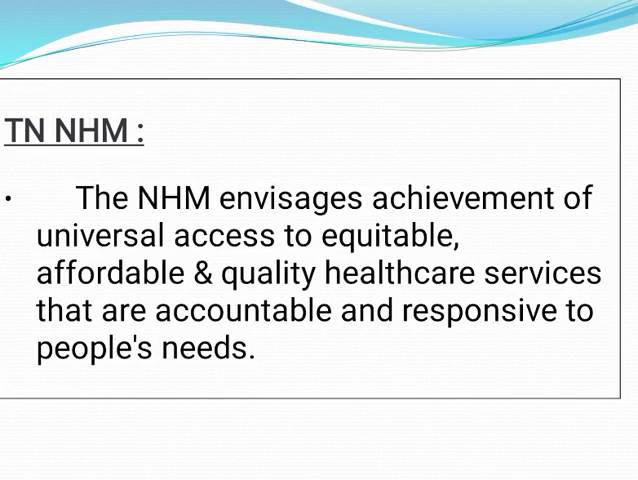 TN NHM :
• The NHM envisages achievement of
universal access to equitable,
affordable & quality healthcare services
that are accountable and responsive to
people's needs.